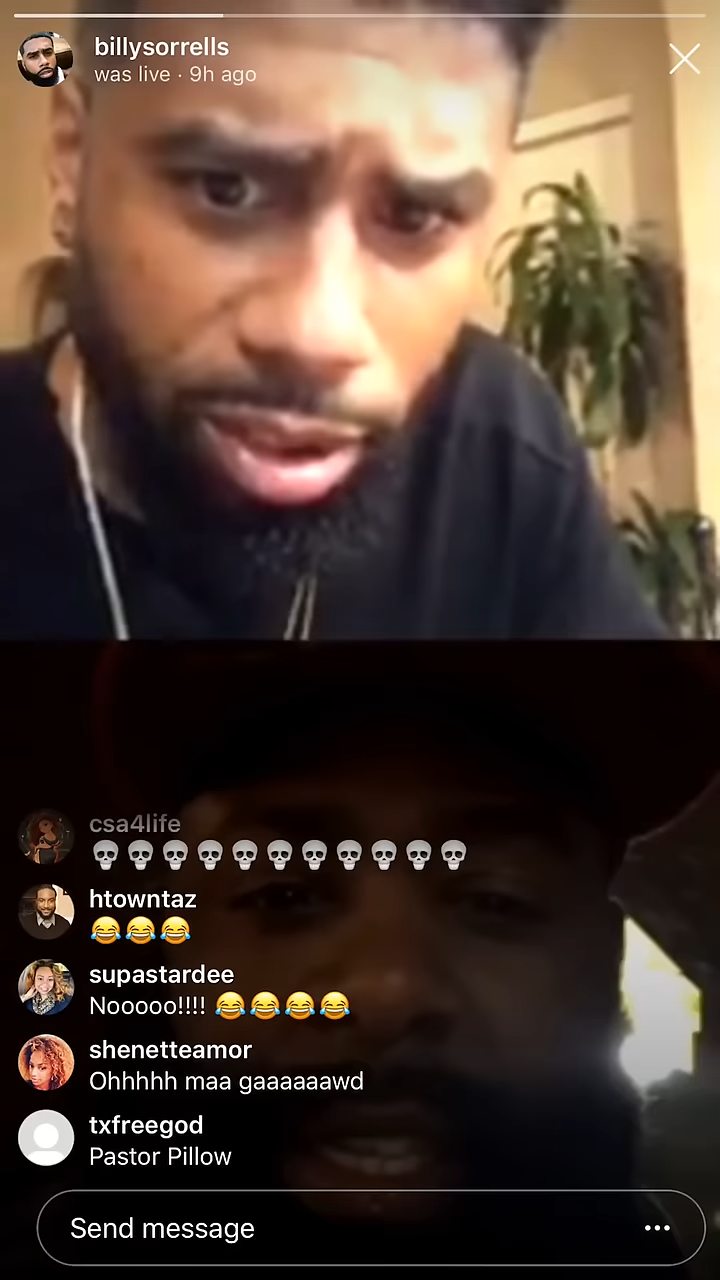 billysorrells
was live · 9h ago
csa4life
💀💀💀💀💀💀💀💀💀💀💀
htowntaz
😂😂😂
supastardee
Nooooo!!!! 😂😂😂😂
shenetteamor
Ohhhhh maa gaaaaaawd
txfreegod
Pastor Pillow
Send message